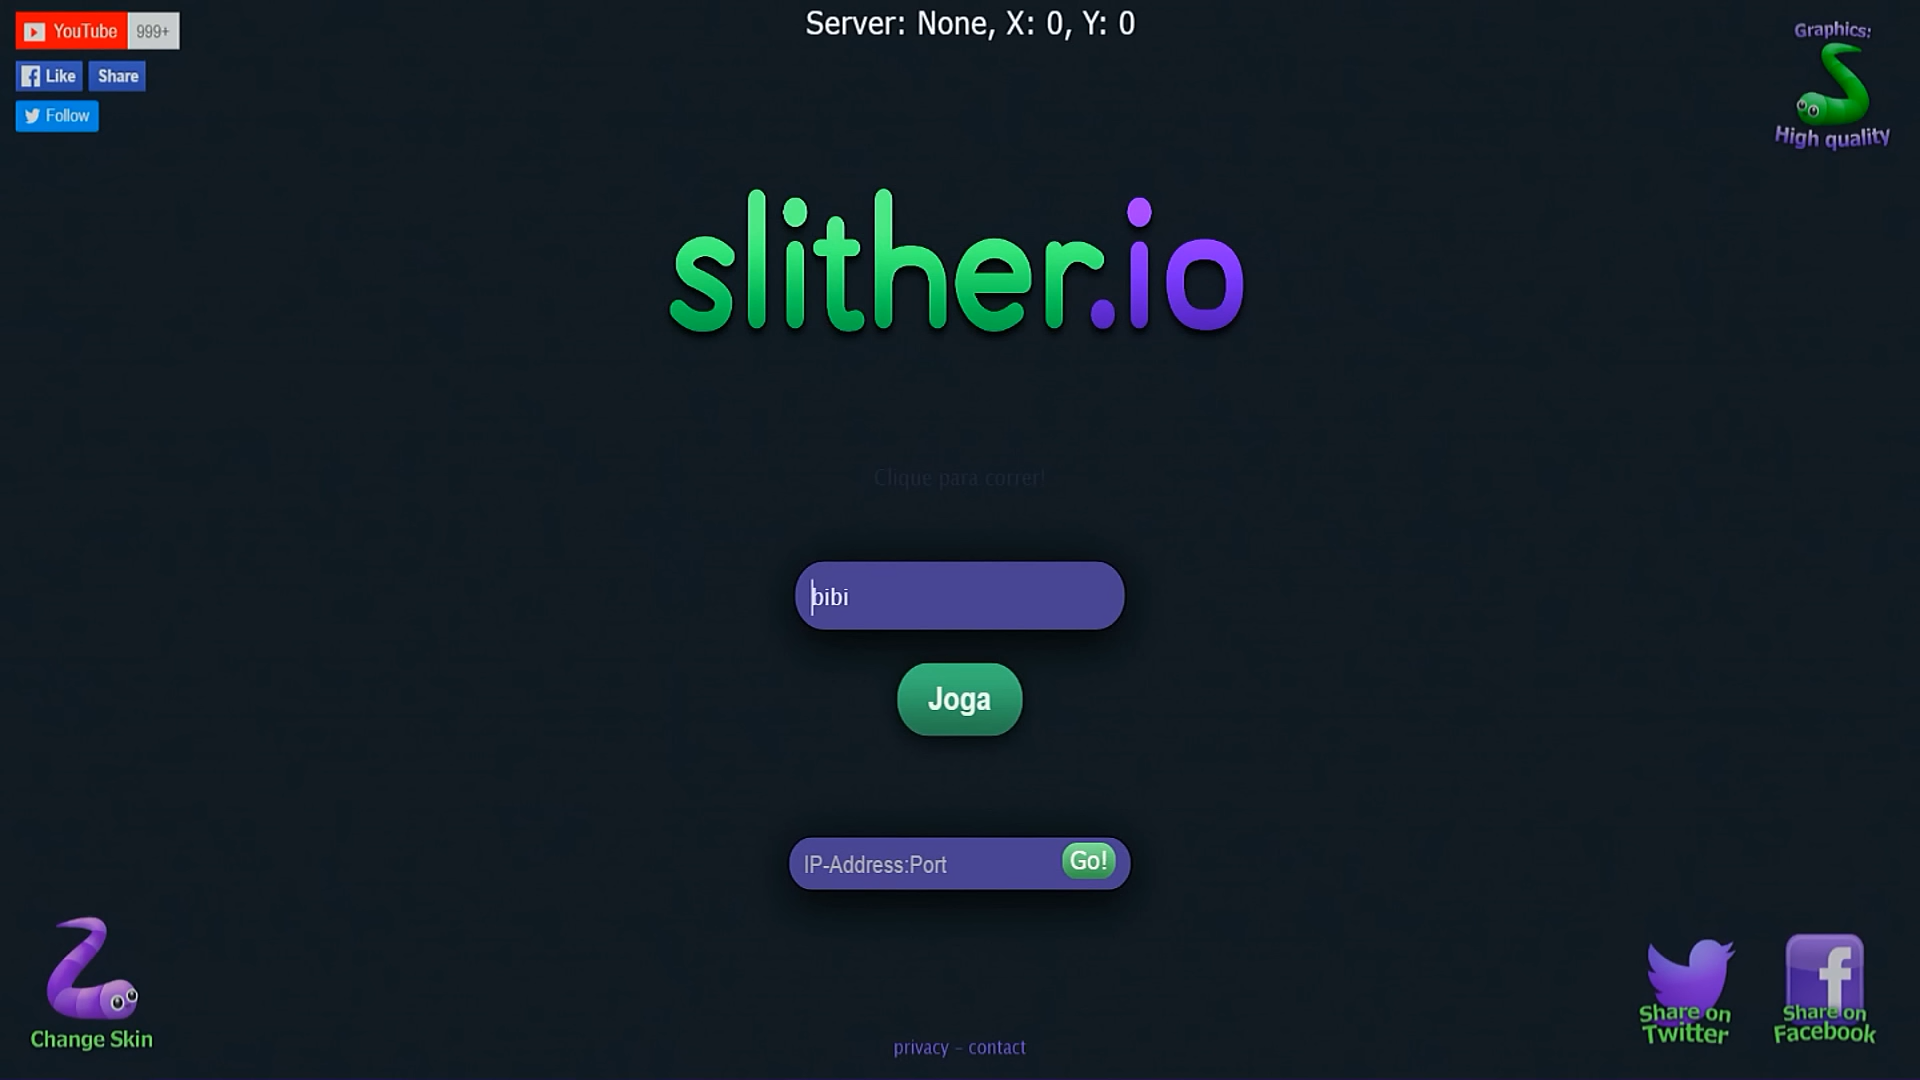 Server: None, X: 0, Y: 0
YouTube 999+
Like Share
Follow
Graphics:
High quality
slither.io
Clique para correr!
bibi
Joga
IP-Address:Port Go!
Change Skin
Share on
Twitter
Share on
Facebook
privacy - contact